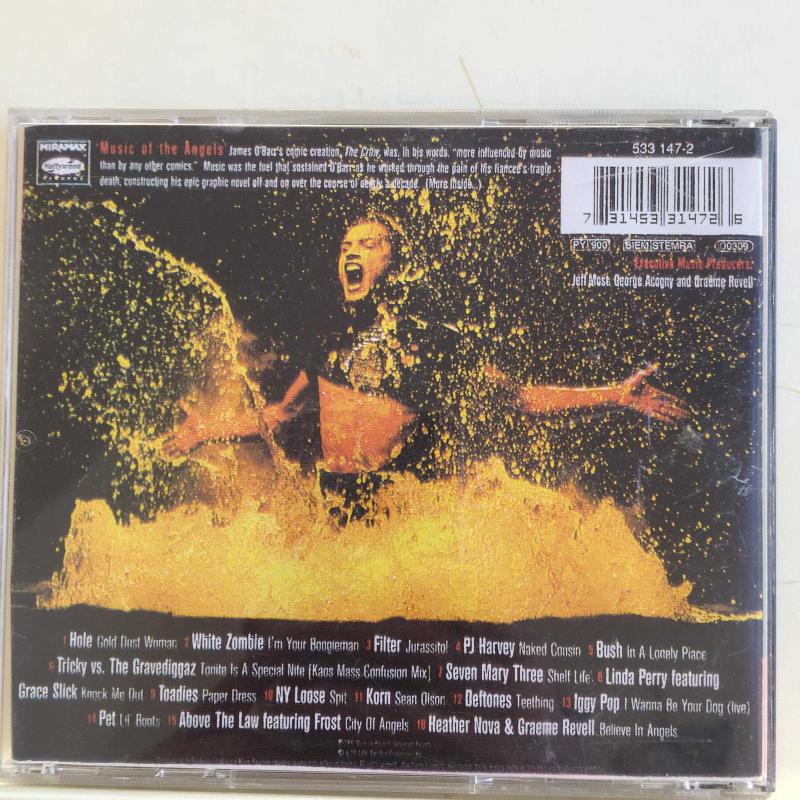 MIRAMAX
Hollywood
"Music of the Angels" James O'Barr's comic creation, The Crow, was, in his words, "more influenced by music
than by any other comics." Music was the fuel that sustained O'Barr as he worked through the pain of his fiancee's tragic
death, constructing his epic graphic novel off and on over the course of nearly a decade. (More inside...)
533 147-2
7 31453 31472 6
PY 900 BIEM STEMRA 00309
Executive Music Producers:
Jeff Most, George Acogny and Graeme Revell
1 Hole Gold Dust Woman 2 White Zombie I'm Your Boogieman 3 Filter Jurassitol 4 PJ Harvey Naked Cousin 5 Bush In A Lonely Place
6 Tricky vs. The Gravediggaz Tonite Is A Special Nite [Kaos Mass Confusion Mix] 7 Seven Mary Three Shelf Life 8 Linda Perry featuring
Grace Slick Knock Me Out 9 Toadies Paper Dress 10 NY Loose Spit 11 Korn Sean Olson 12 Deftones Teething 13 Iggy Pop I Wanna Be Your Dog (live)
14 Pet Lil' Boots 15 Above The Law featuring Frost City Of Angels 16 Heather Nova & Graeme Revell Believe In Angels